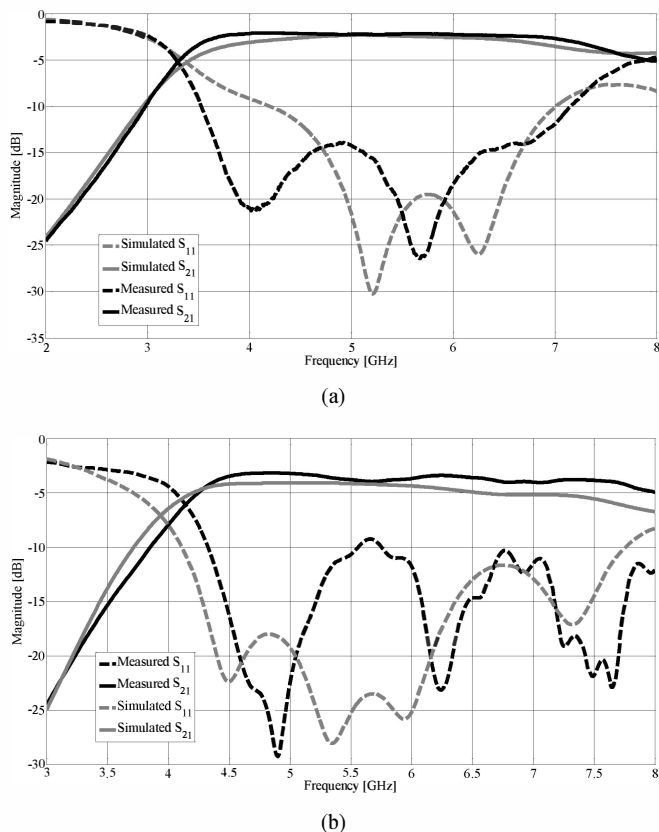 0
-5
-10
-15
-20
-25
-30
-35
Magnitude [dB]
Simulated S11
Simulated S21
Measured S11
Measured S21
2 3 4 5 6 7 8
Frequency [GHz]
(a)
0
-5
-10
-15
-20
-25
-30
Magnitude [dB]
Measured S11
Measured S21
Simulated S11
Simulated S21
3 3.5 4 4.5 5 5.5 6 6.5 7 7.5 8
Frequency [GHz]
(b)